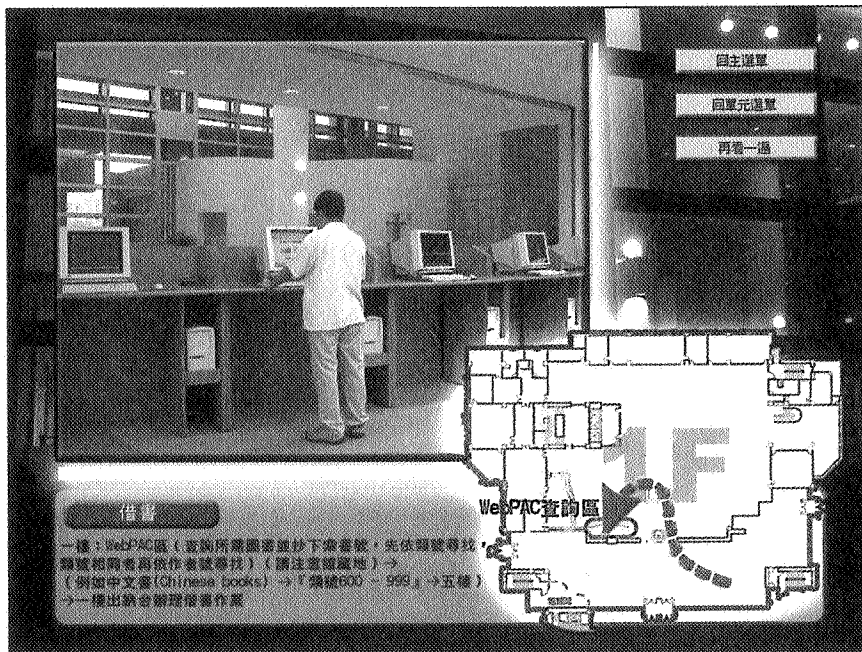 回主選單
回單元選單
再看一遍
1F
WebPAC查詢區
借書
一樓：WebPAC區（查詢所需圖書並抄下索書號，先依類號尋找，
類號相同者再依作者號尋找）（請注意館藏地）→
（例如中文書(Chinese books) →『類號600 999』→五樓）
→一樓出納台辦理借書作業